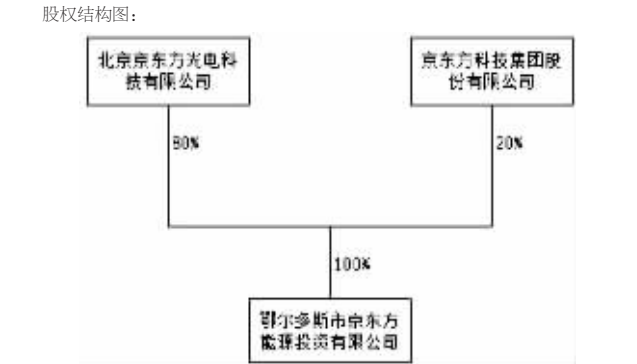 股权结构图：
北京京东方光电科
技有限公司
京东方科技集团股
份有限公司
80%
20%
100%
鄂尔多斯市京东方
能源投资有限公司